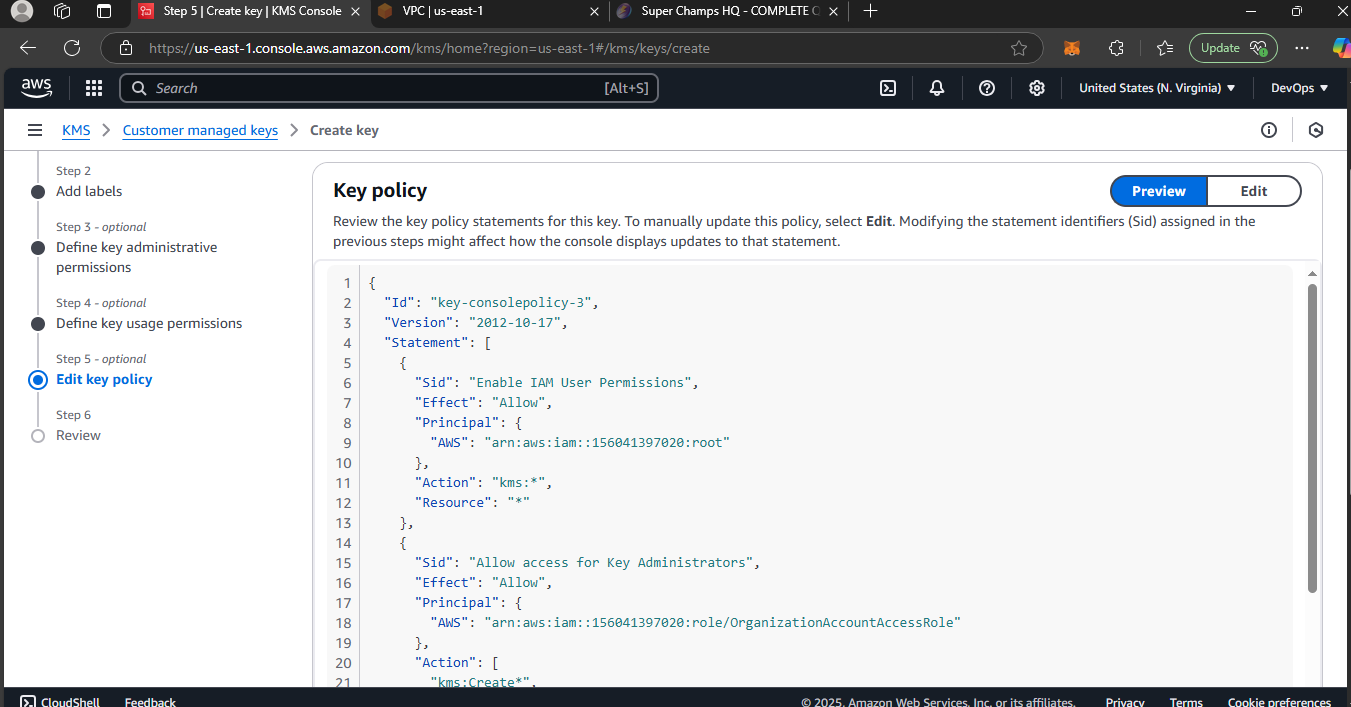 Step 5 | Create key | KMS Console
VPC | us-east-1
Super Champs HQ - COMPLETE
https://us-east-1.console.aws.amazon.com/kms/home?region=us-east-1#/kms/keys/create
Update
aws
Search
[Alt+S]
United States (N. Virginia) ▼
DevOps ▼
KMS > Customer managed keys > Create key
Step 2
Add labels
Step 3 - optional
Define key administrative
permissions
Step 4 - optional
Define key usage permissions
Step 5 - optional
Edit key policy
Step 6
Review
Key policy
Preview
Edit
Review the key policy statements for this key. To manually update this policy, select Edit. Modifying the statement identifiers (Sid) assigned in the
previous steps might affect how the console displays updates to that statement.
1 {
2 "Id": "key-consolepolicy-3",
3 "Version": "2012-10-17",
4 "Statement": [
5 {
6 "Sid": "Enable IAM User Permissions",
7 "Effect": "Allow",
8 "Principal": {
9 "AWS": "arn:aws:iam::156041397020:root"
10 },
11 "Action": "kms:*",
12 "Resource": "*"
13 },
14 {
15 "Sid": "Allow access for Key Administrators",
16 "Effect": "Allow",
17 "Principal": {
18 "AWS": "arn:aws:iam::156041397020:role/OrganizationAccountAccessRole"
19 },
20 "Action": [
21 "kms:Create*",
CloudShell
Feedback
© 2025, Amazon Web Services, Inc. or its affiliates.
Privacy
Terms
Cookie preferences